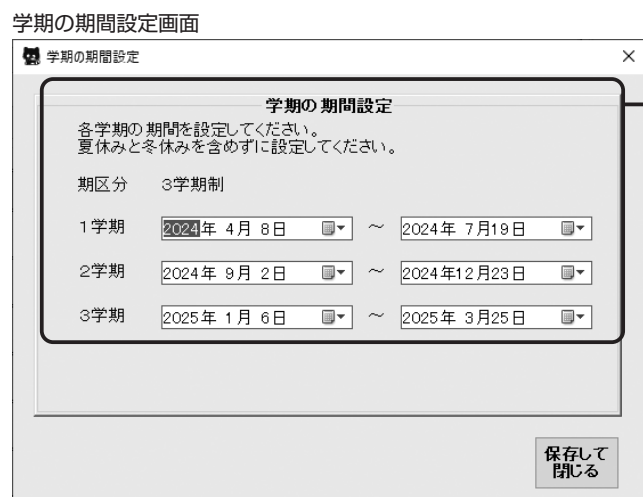 学期の期間設定画面
学期の期間設定
学期の期間設定
各学期の期間を設定してください。
夏休みと冬休みを含めずに設定してください。
期区分 3学期制
1学期 2024年 4月 8日 ～ 2024年 7月19日
2学期 2024年 9月 2日 ～ 2024年12月23日
3学期 2025年 1月 6日 ～ 2025年 3月25日
保存して
閉じる